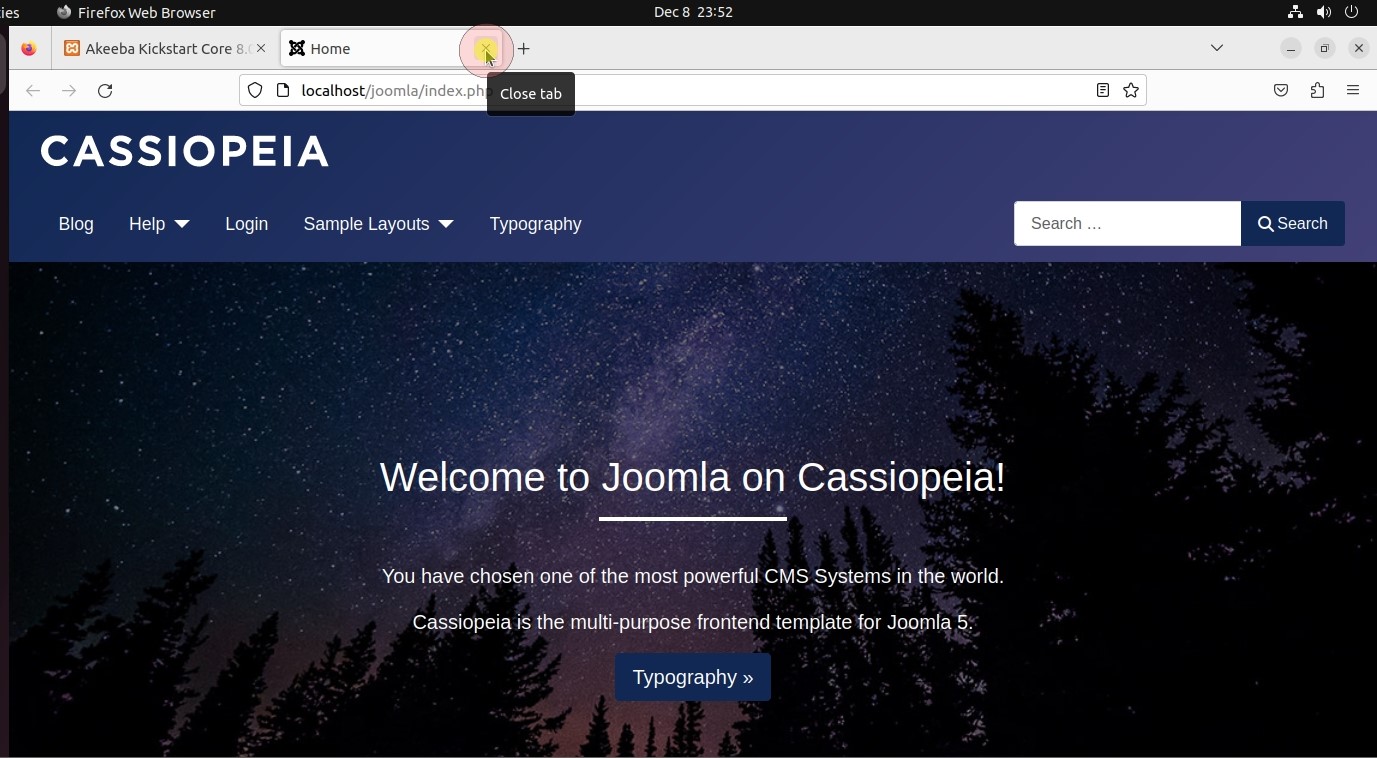 ies Firefox Web Browser Dec 8 23:52
Akeeba Kickstart Core 8. Home
localhost/joomla/index.php Close tab
CASSIOPEIA
Blog Help Login Sample Layouts Typography Search … Search
Welcome to Joomla on Cassiopeia!
You have chosen one of the most powerful CMS Systems in the world.
Cassiopeia is the multi-purpose frontend template for Joomla 5.
Typography »